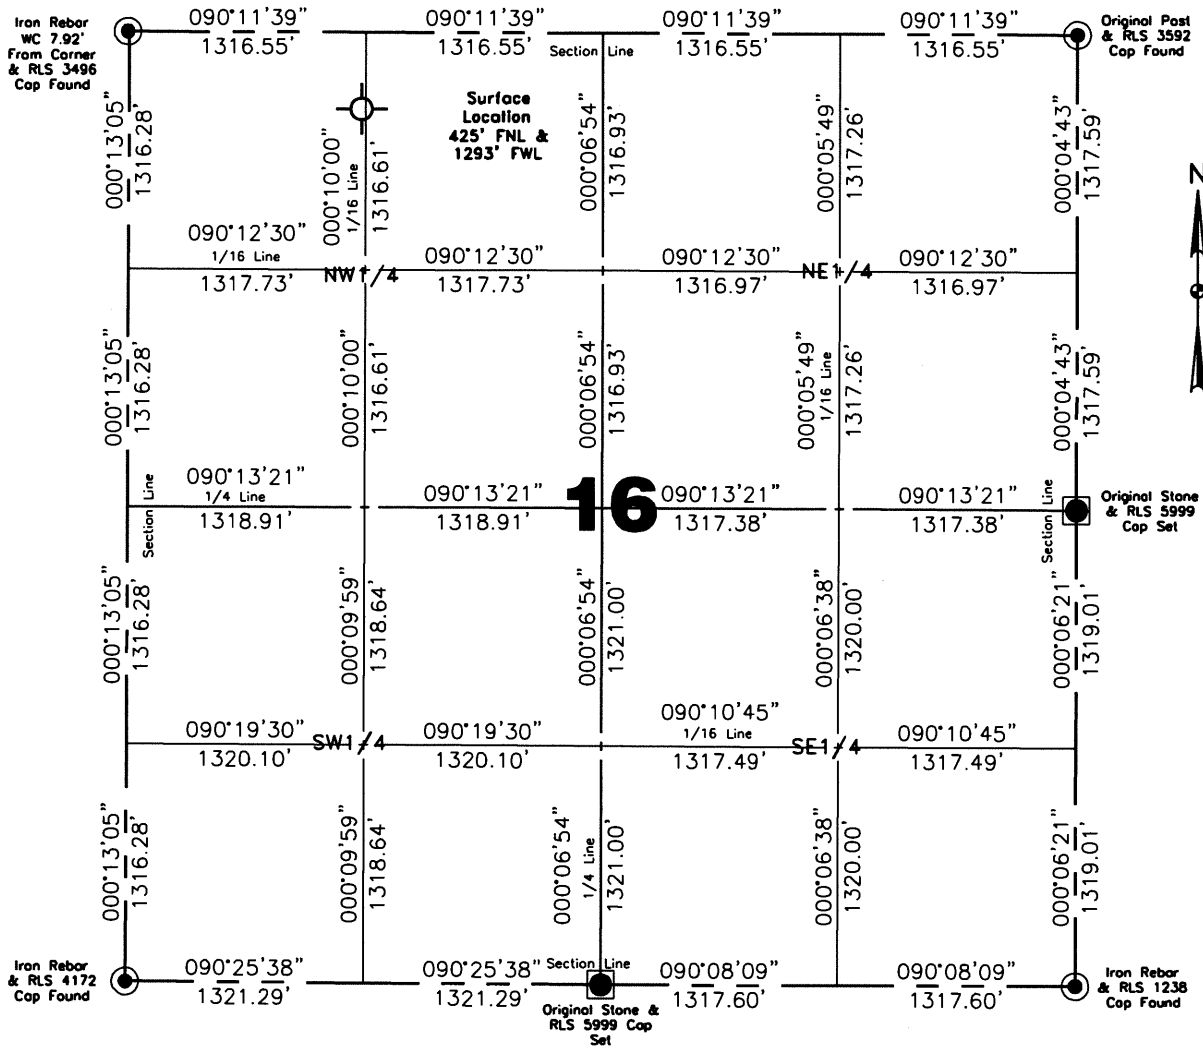 Iron Rebar
WC 7.92'
From Corner
& RLS 3496
Cap Found
090°11'39"
1316.55'
090°11'39"
1316.55'
Section Line
090°11'39"
1316.55'
090°11'39"
1316.55'
Original Post
& RLS 3592
Cap Found
Surface
Location
425' FNL &
1293' FWL
000°13'05"
1316.28'
000°10'00"
1/16 Line
1316.61'
000°06'54"
1316.93'
000°05'49"
1317.26'
000°04'43"
1317.59'
N
090°12'30"
1/16 Line
1317.73'
NW1/4
090°12'30"
1317.73'
090°12'30"
1316.97'
NE1/4
090°12'30"
1316.97'
000°13'05"
1316.28'
000°10'00"
1316.61'
000°06'54"
1316.93'
000°05'49"
1/16 Line
1317.26'
000°04'43"
1317.59'
Section Line
090°13'21"
1/4 Line
1318.91'
090°13'21"
1318.91'
16
090°13'21"
1317.38'
090°13'21"
1317.38'
Section Line
Original Stone
& RLS 5999
Cap Set
000°13'05"
1316.28'
000°09'59"
1318.64'
000°06'54"
1321.00'
000°06'38"
1320.00'
000°06'21"
1319.01'
090°19'30"
1320.10'
SW1/4
090°19'30"
1320.10'
090°10'45"
1/16 Line
1317.49'
SE1/4
090°10'45"
1317.49'
000°13'05"
1316.28'
000°09'59"
1318.64'
000°06'54"
1/4 Line
1321.00'
000°06'38"
1320.00'
000°06'21"
1319.01'
Iron Rebar
& RLS 4172
Cap Found
090°25'38"
1321.29'
090°25'38"
1321.29'
Section Line
090°08'09"
1317.60'
090°08'09"
1317.60'
Iron Rebar
& RLS 1238
Cap Found
Original Stone &
RLS 5999 Cap
Set